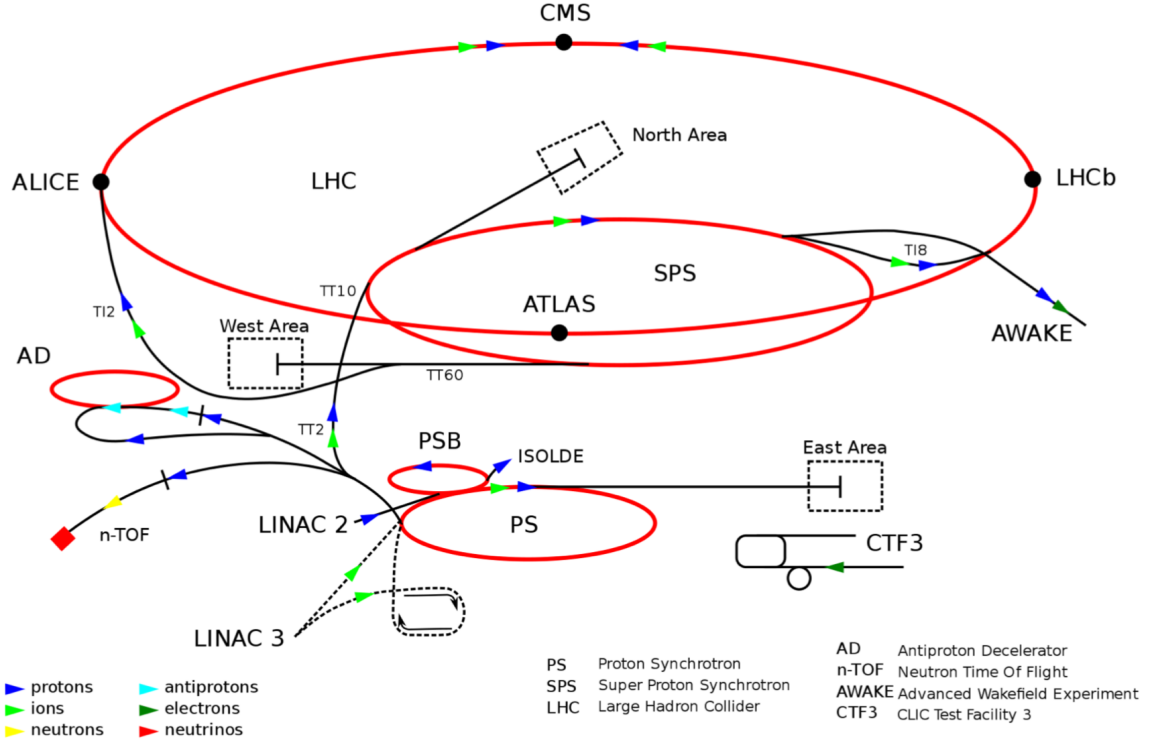 CMS
North Area
ALICE
LHC
LHCb
SPS
TI8
TT10
ATLAS
TI2
West Area
AWAKE
AD
TT60
TT2
PSB
ISOLDE
East Area
LINAC 2
PS
n-TOF
CTF3
LINAC 3
protons
ions
neutrons
antiprotons
electrons
neutrinos
PS Proton Synchrotron
SPS Super Proton Synchrotron
LHC Large Hadron Collider
AD Antiproton Decelerator
n-TOF Neutron Time Of Flight
AWAKE Advanced Wakefield Experiment
CTF3 CLIC Test Facility 3